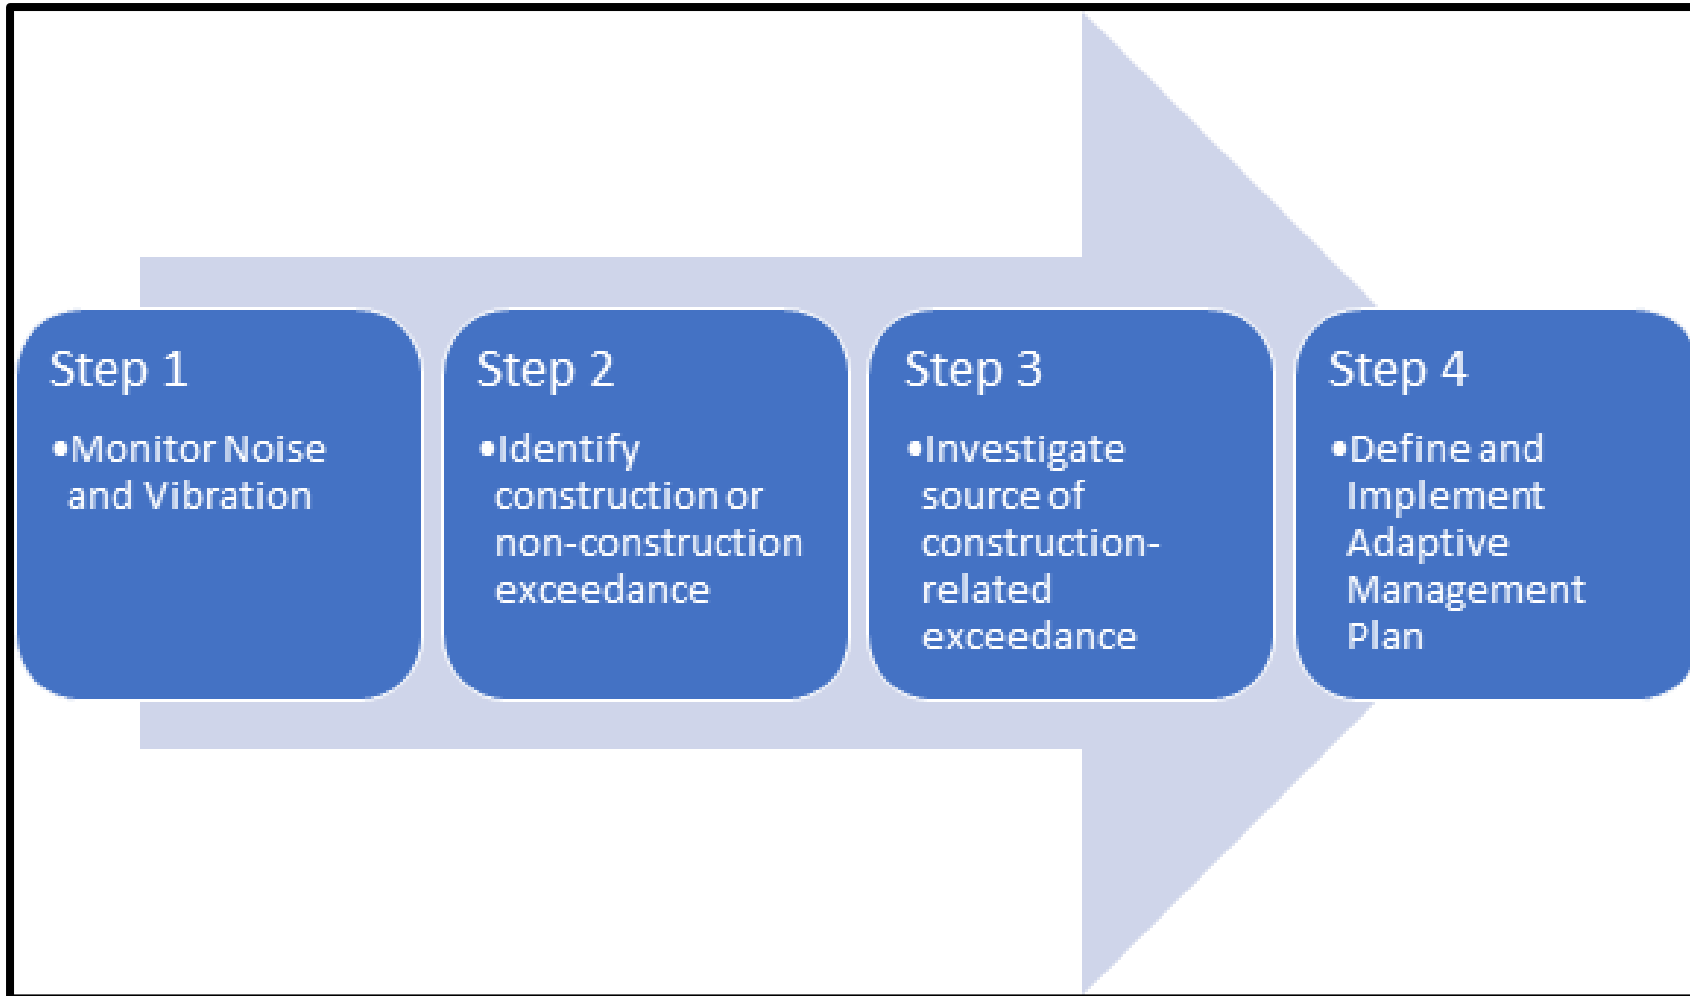 Step 1
•Monitor Noise
and Vibration
Step 2
•Identify
construction or
non-construction
exceedance
Step 3
•Investigate
source of
construction-
related
exceedance
Step 4
•Define and
Implement
Adaptive
Management
Plan